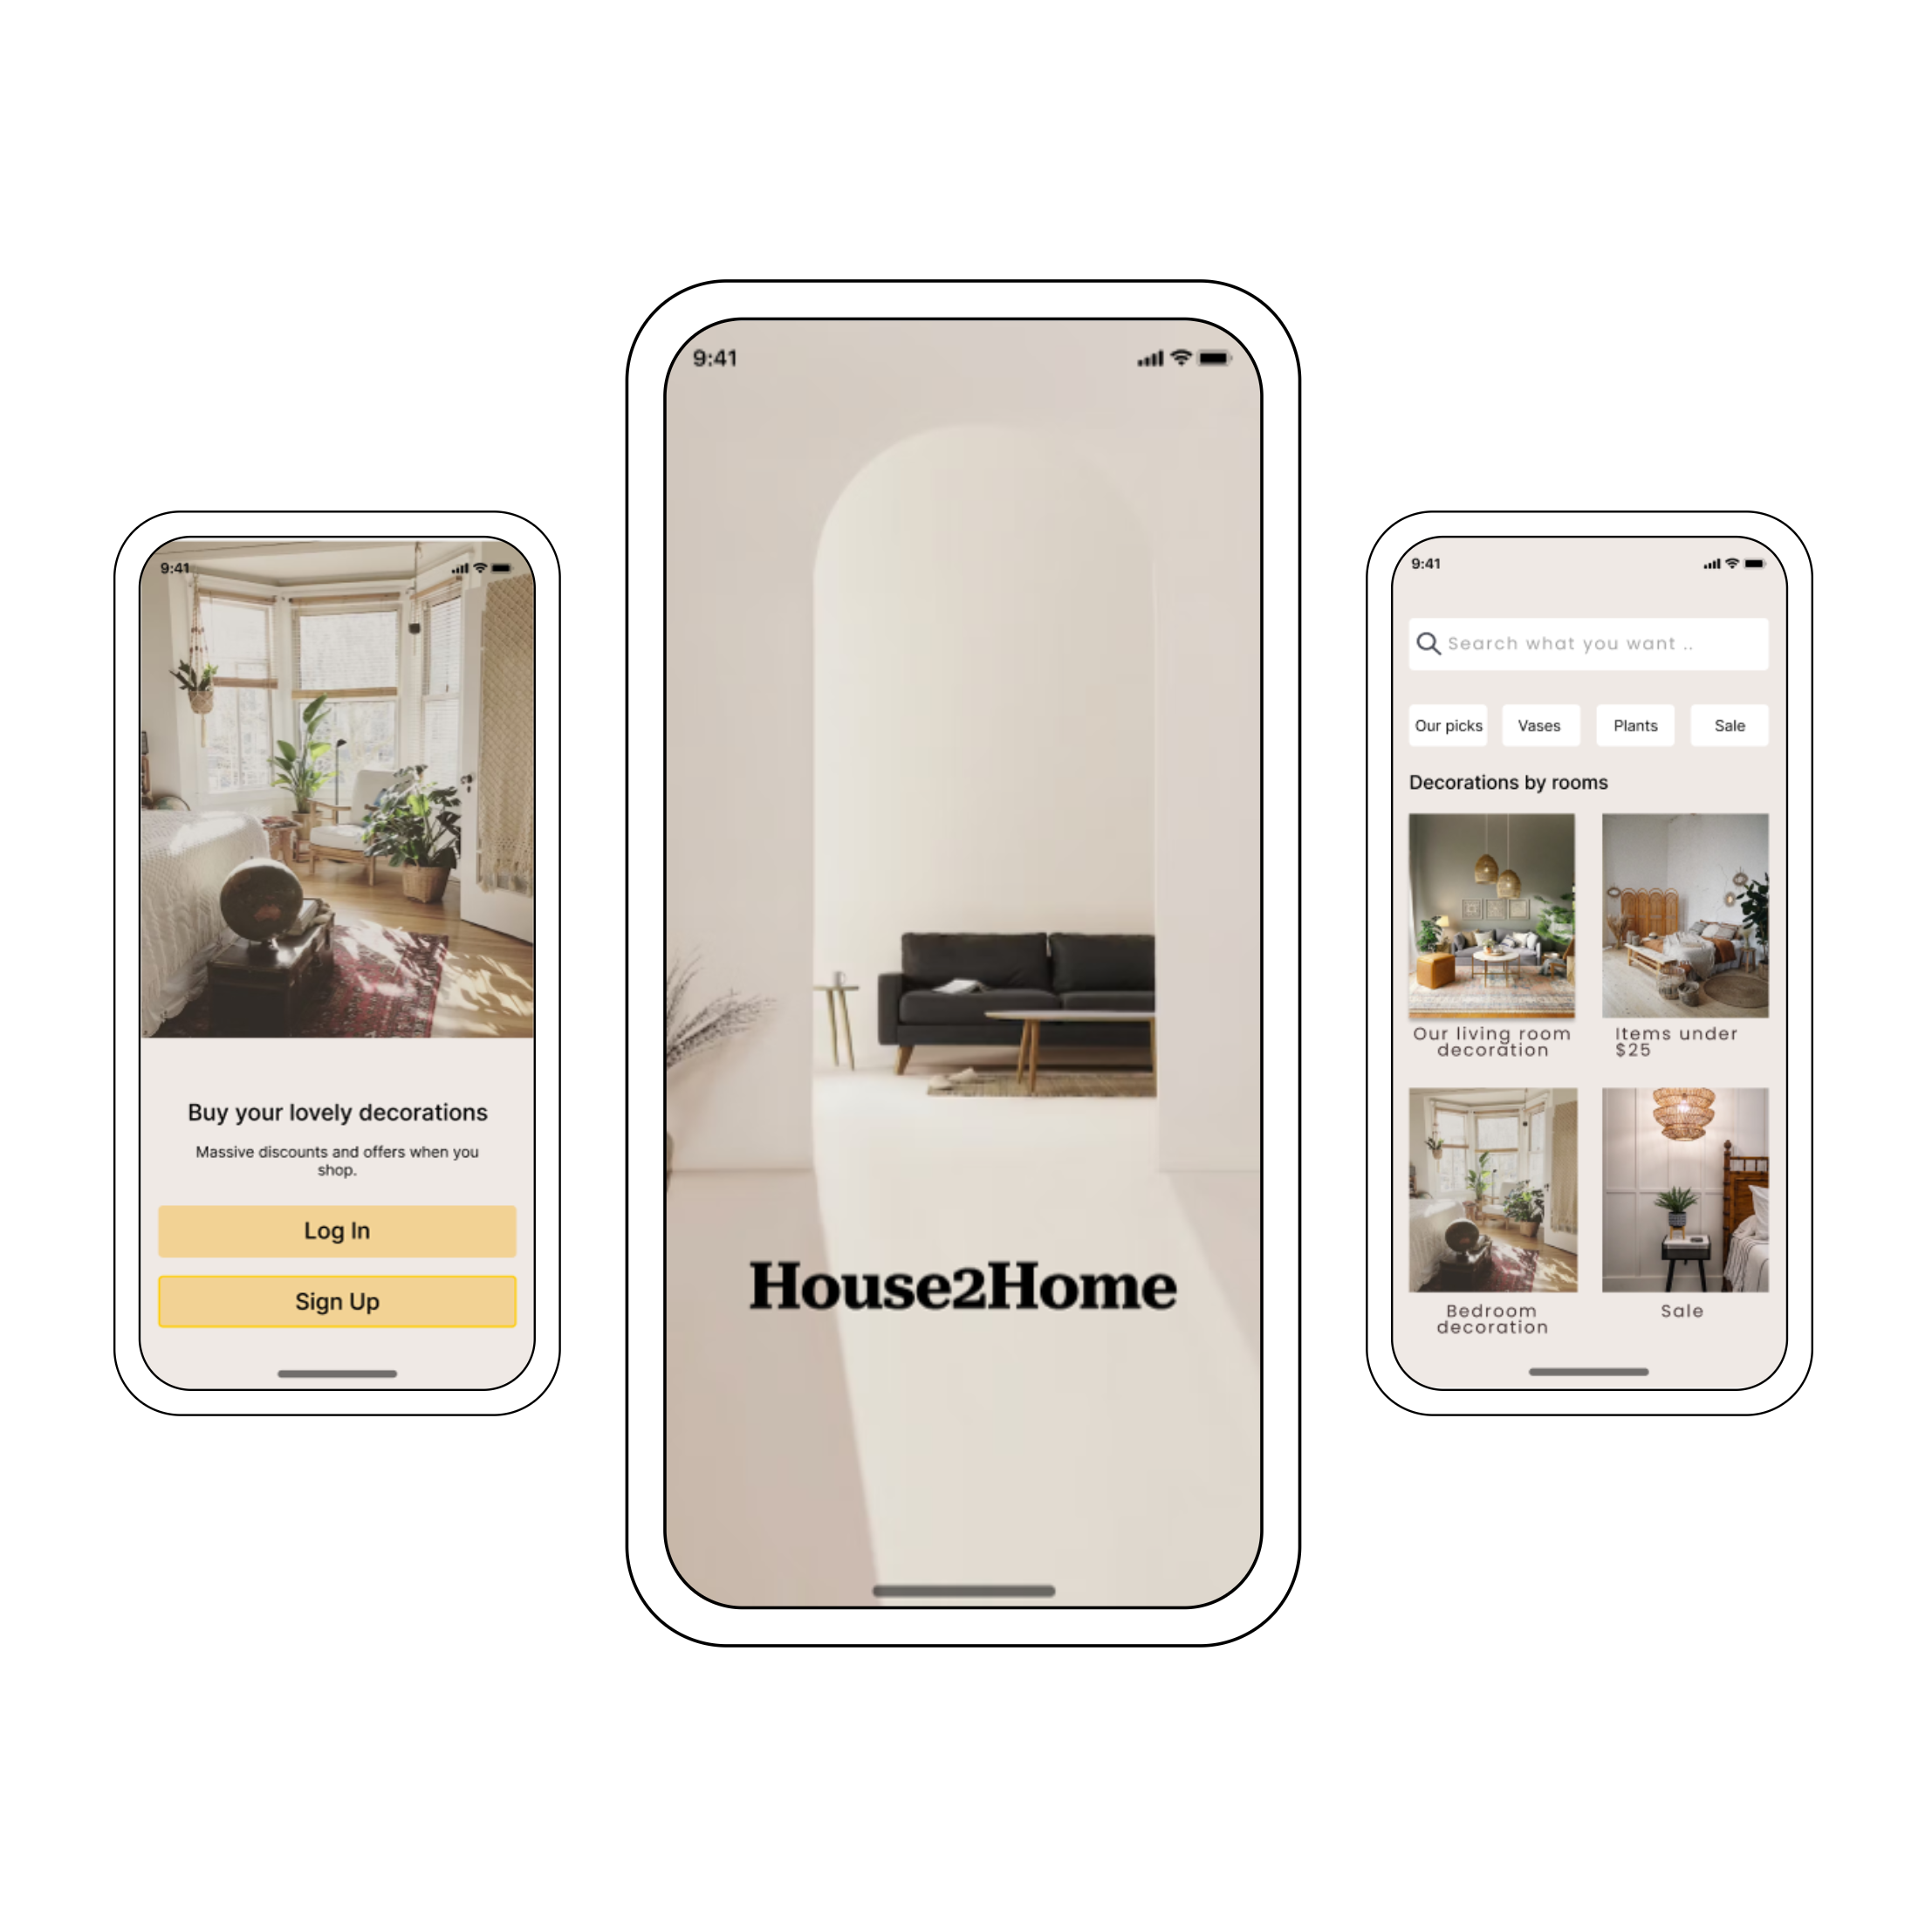 9:41
Buy your lovely decorations
Massive discounts and offers when you
shop.
Log In
Sign Up
9:41
House2Home
9:41
Search what you want ..
Our picks
Vases
Plants
Sale
Decorations by rooms
Our living room
decoration
Items under
$25
Bedroom
decoration
Sale